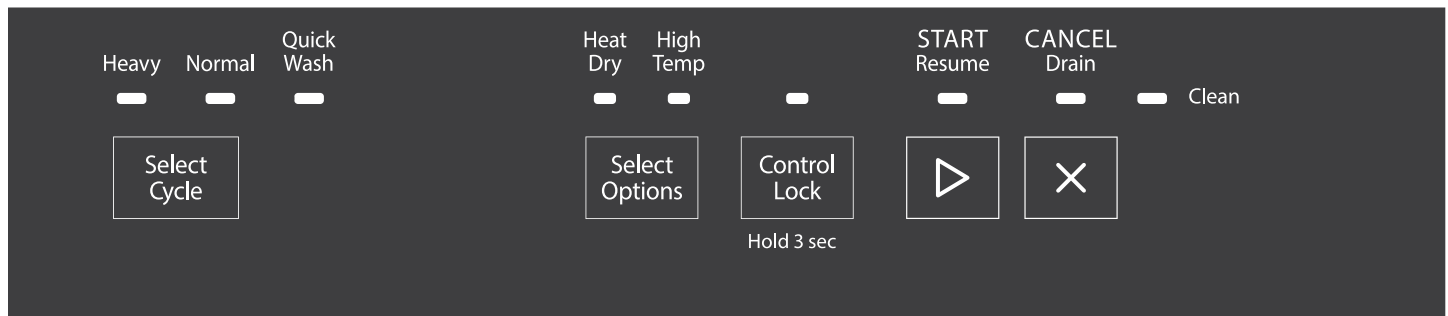 Heavy Normal Quick Wash
Select
Cycle
Heat Dry High Temp
Select
Options
Control
Lock
Hold 3 sec
START
Resume
CANCEL
Drain
Clean